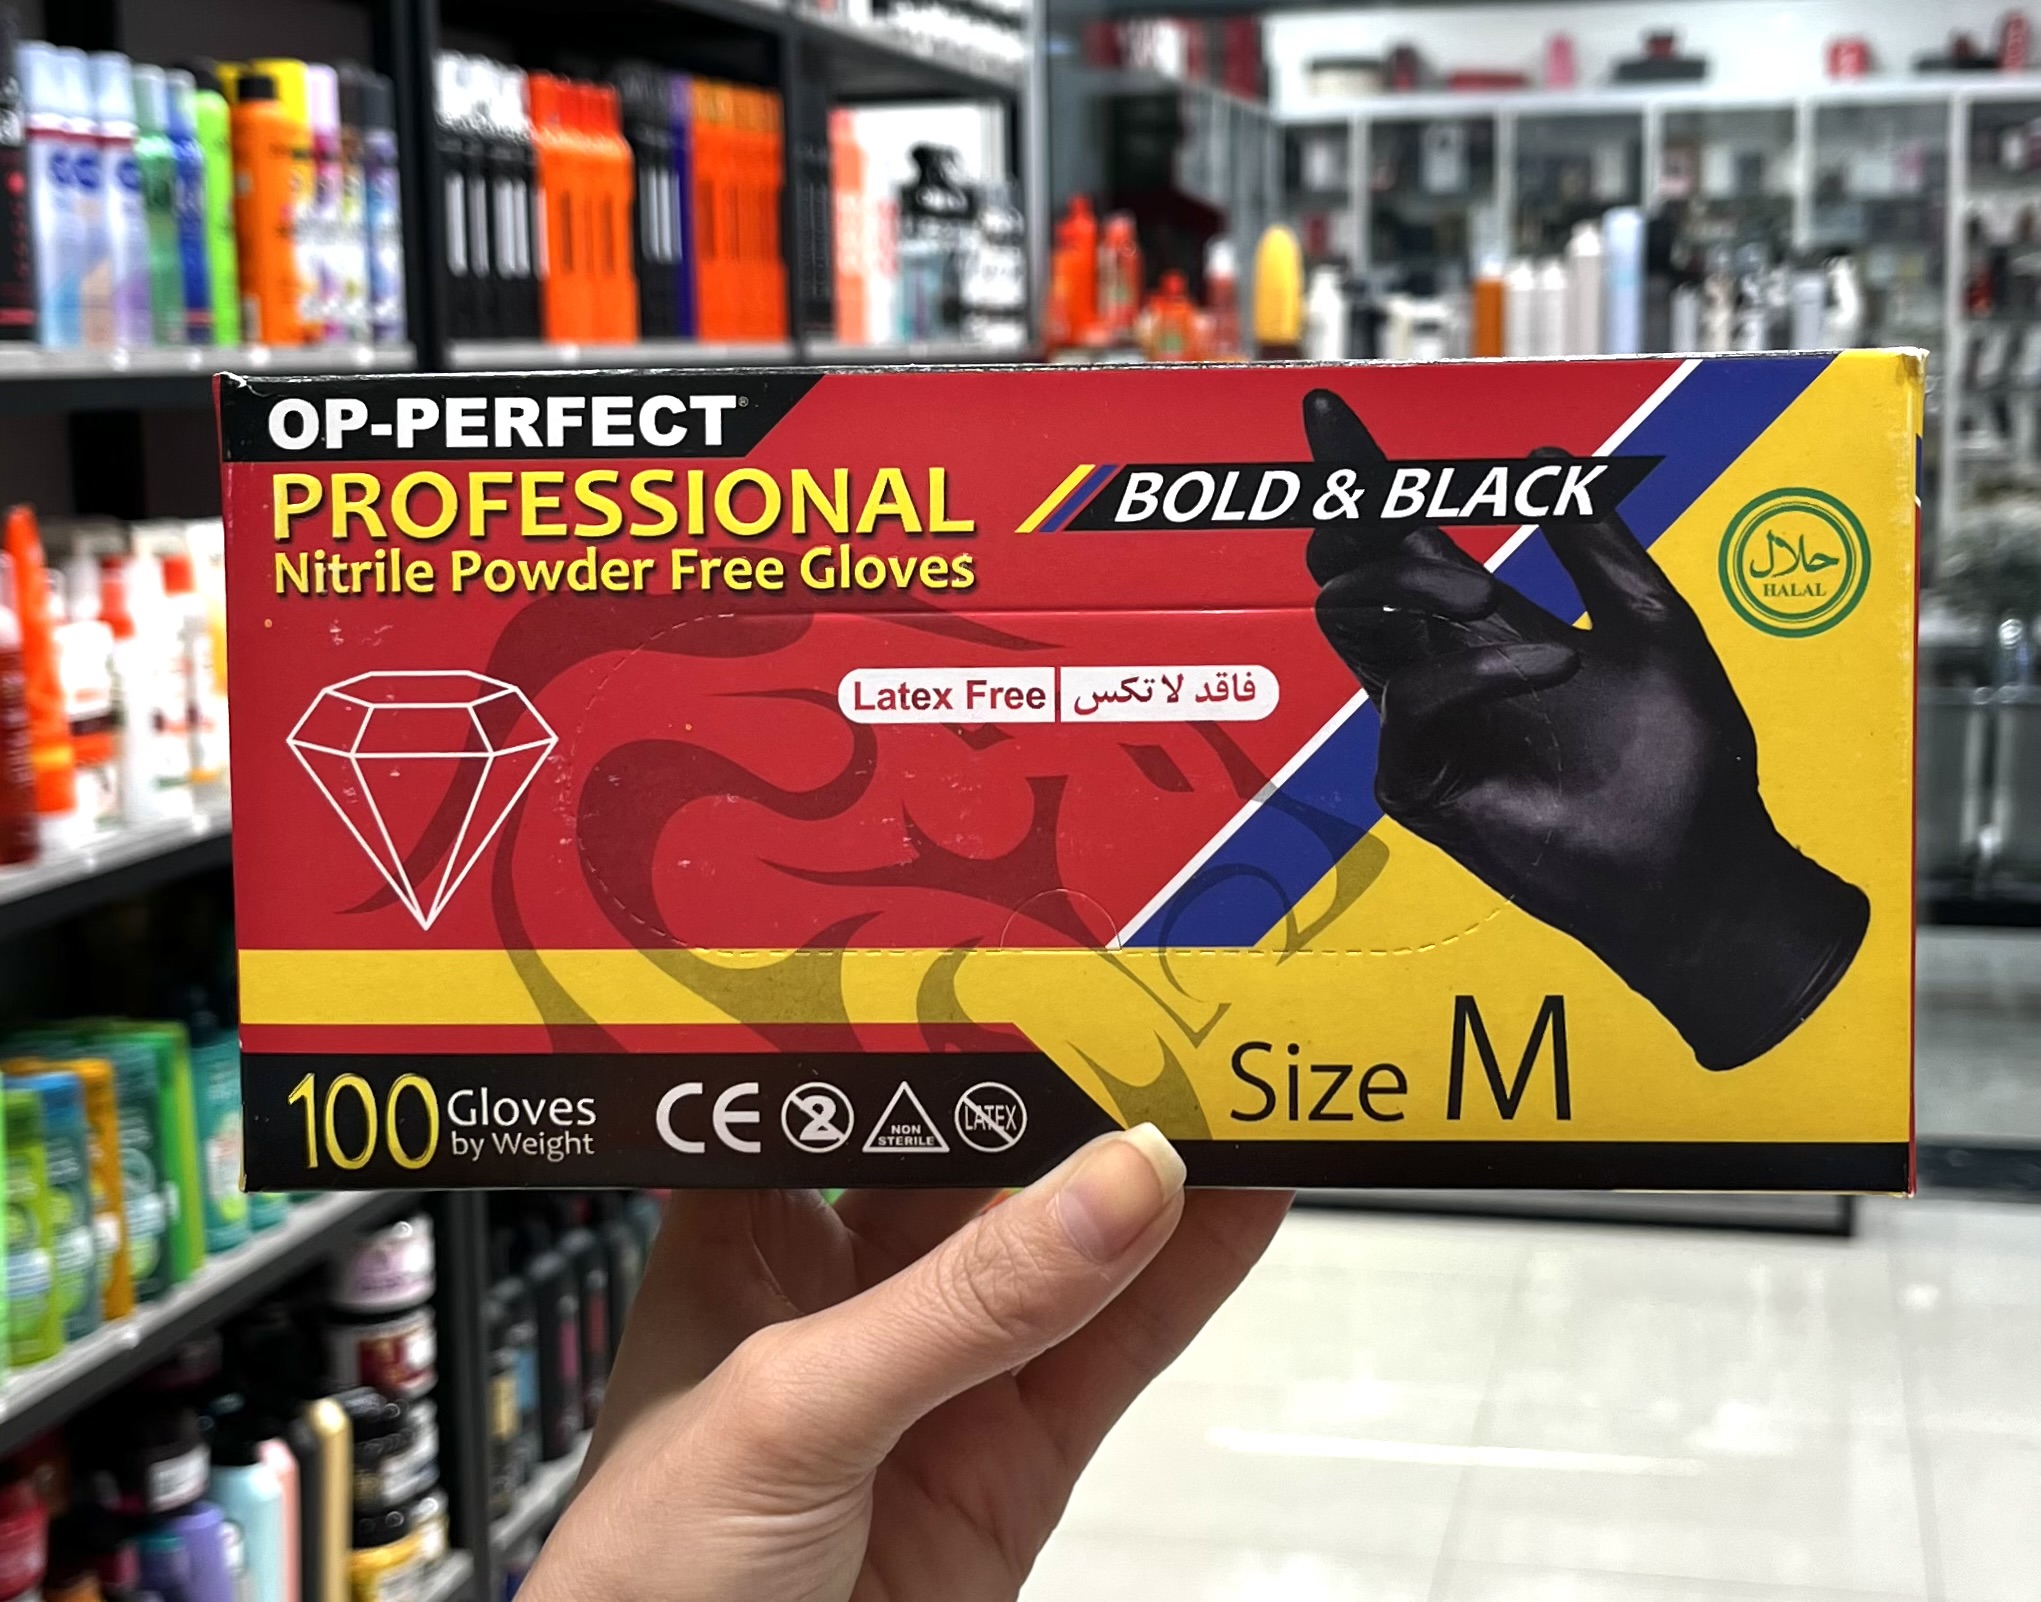 OP-PERFECT®
PROFESSIONAL
Nitrile Powder Free Gloves
BOLD & BLACK
حلال
HALAL
Latex Free
فاقد لاتکس
100 Gloves
by Weight
CE
2
NON
STERILE
LATEX
Size M